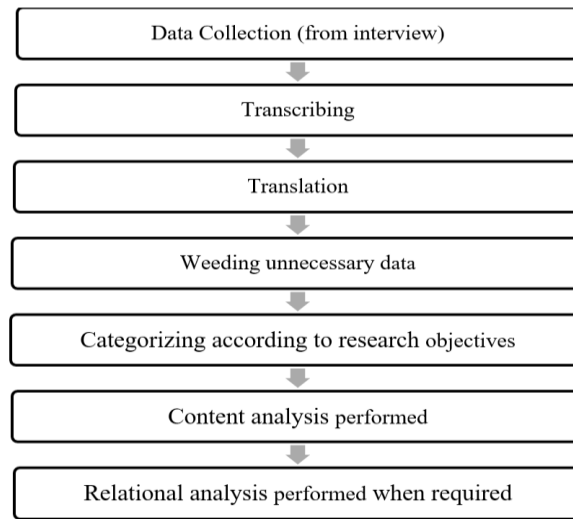 Data Collection (from interview)
Transcribing
Translation
Weeding unnecessary data
Categorizing according to research objectives
Content analysis performed
Relational analysis performed when required